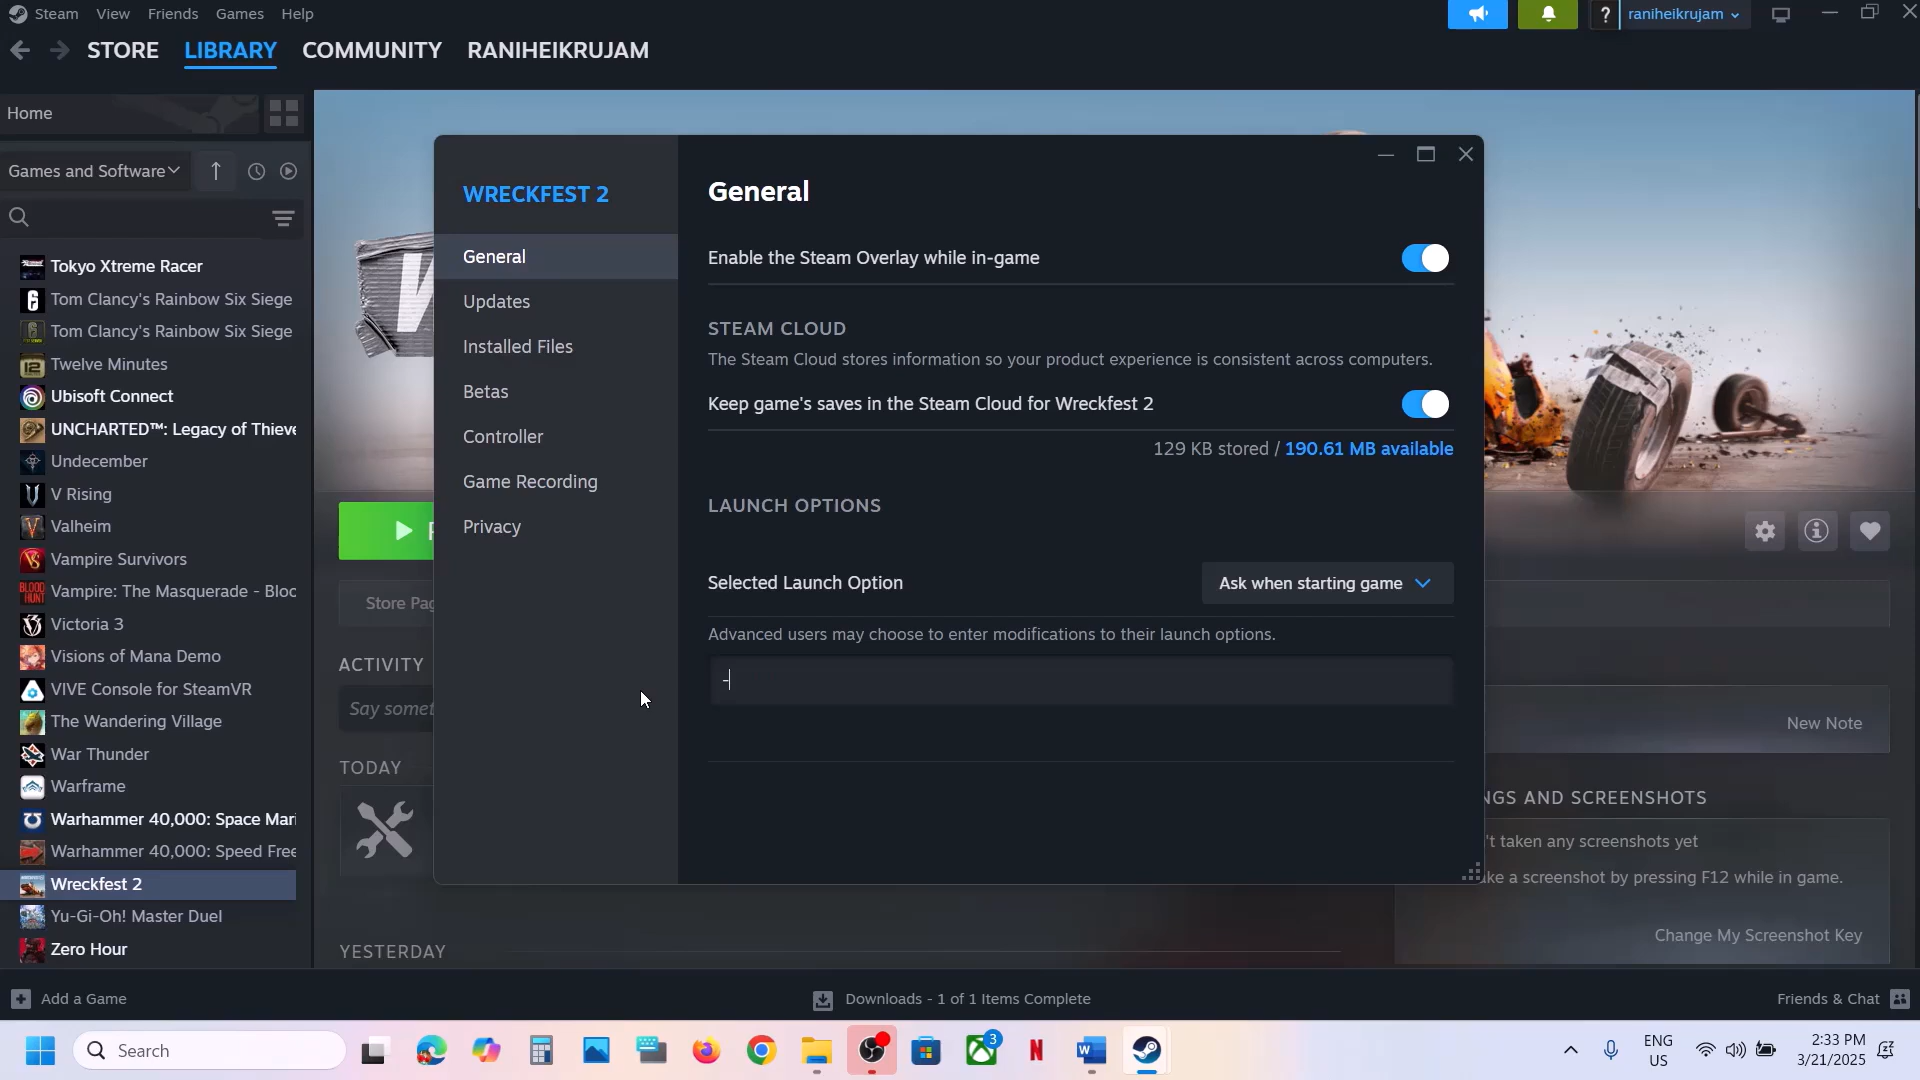 Steam View Friends Games Help
? raniheikrujam
STORE LIBRARY COMMUNITY RANIHEIKRUJAM
Home
Games and Software
Tokyo Xtreme Racer
Tom Clancy's Rainbow Six Siege
Tom Clancy's Rainbow Six Siege
Twelve Minutes
Ubisoft Connect
UNCHARTED™: Legacy of Thieve
Undecember
V Rising
Valheim
Vampire Survivors
Vampire: The Masquerade - Bloo
Victoria 3
Visions of Mana Demo
VIVE Console for SteamVR
The Wandering Village
War Thunder
Warframe
Warhammer 40,000: Space Mari
Warhammer 40,000: Speed Free
Wreckfest 2
Yu-Gi-Oh! Master Duel
Zero Hour
WRECKFEST 2
General
Updates
Installed Files
Betas
Controller
Game Recording
Privacy
General
Enable the Steam Overlay while in-game
STEAM CLOUD
The Steam Cloud stores information so your product experience is consistent across computers.
Keep game's saves in the Steam Cloud for Wreckfest 2
129 KB stored / 190.61 MB available
LAUNCH OPTIONS
Selected Launch Option
Ask when starting game
Advanced users may choose to enter modifications to their launch options.
-
Store Pag
ACTIVITY
Say somet
TODAY
YESTERDAY
New Note
NGS AND SCREENSHOTS
't taken any screenshots yet
ake a screenshot by pressing F12 while in game.
Change My Screenshot Key
Add a Game
Downloads - 1 of 1 Items Complete
Friends & Chat
Search
3
ENG
US
2:33 PM
3/21/2025